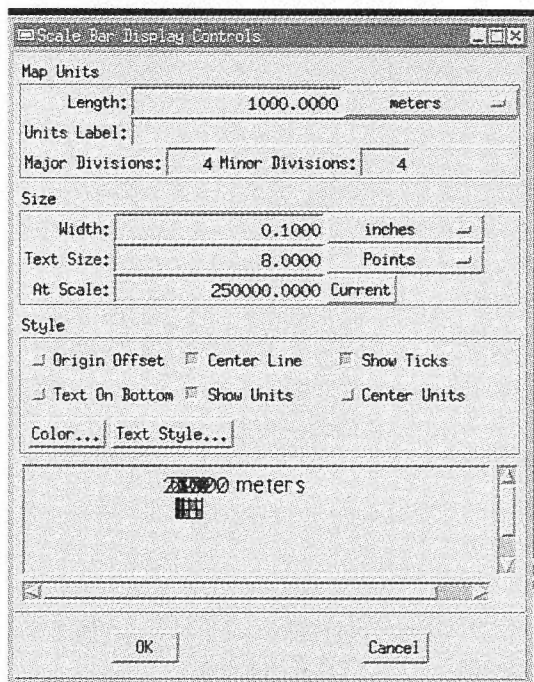 Scale Bar Display Controls
Map Units
Length: 1000.0000 meters
Units Label:
Major Divisions: 4 Minor Divisions: 4
Size
Width: 0.1000 inches
Text Size: 8.0000 Points
At Scale: 250000.0000 Current
Style
Origin Offset Center Line Show Ticks
Text On Bottom Show Units Center Units
Color... Text Style...
meters
OK Cancel